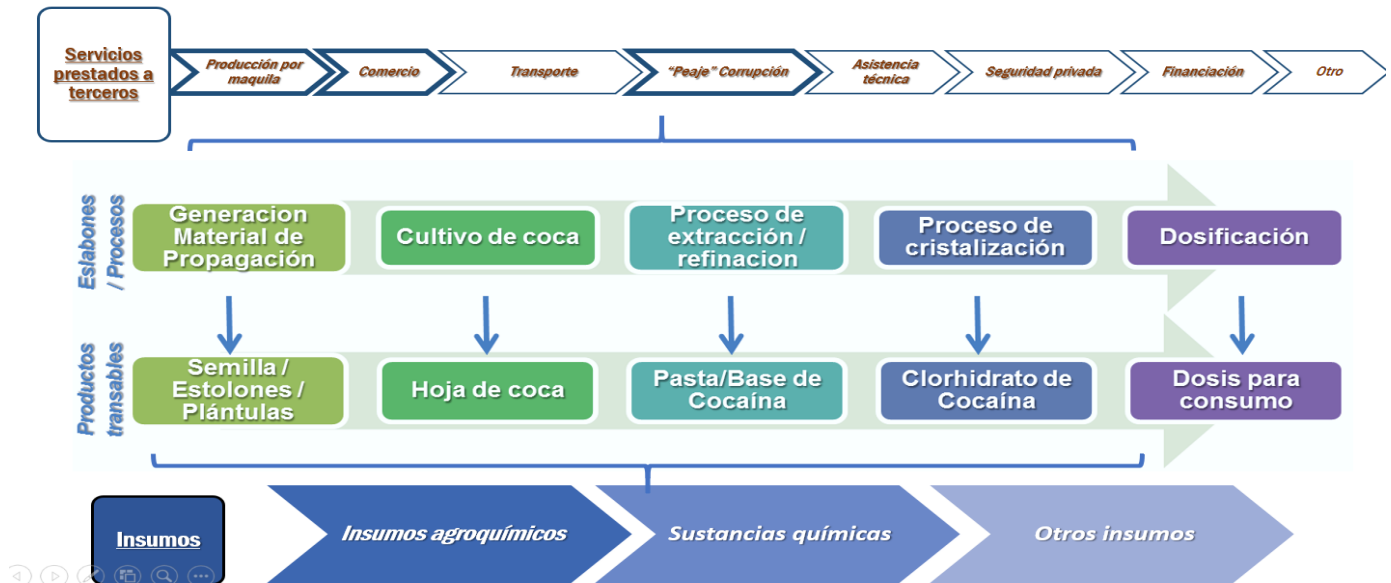 Servicios
prestados a
terceros
Producción por
maquila
Comercio
Transporte
“Peaje” Corrupción
Asistencia
técnica
Seguridad privada
Financiación
Otro
Eslabones
/ Procesos
Generacion
Material de
Propagación
Cultivo de coca
Proceso de
extracción /
refinacion
Proceso de
cristalización
Dosificación
Productos
transables
Semilla /
Estolones /
Plántulas
Hoja de coca
Pasta/Base de
Cocaína
Clorhidrato de
Cocaína
Dosis para
consumo
Insumos
Insumos agroquímicos
Sustancias químicas
Otros insumos